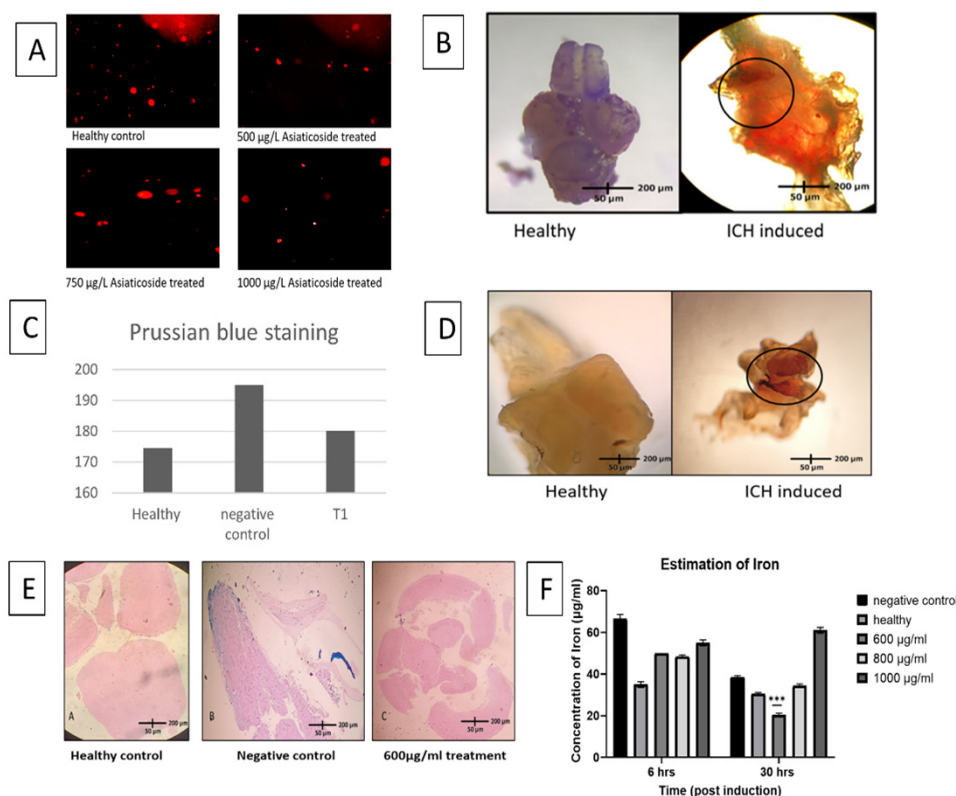 A
Healthy control
500 µg/L Asiaticoside treated
750 µg/L Asiaticoside treated
1000 µg/L Asiaticoside treated
B
200 µm
50 µm
200 µm
50 µm
Healthy
ICH induced
C
Prussian blue staining
200
190
180
170
160
Healthy
negative
control
T1
D
200 µm
50 µm
200 µm
50 µm
Healthy
ICH induced
E
A
200 µm
50 µm
B
200 µm
50 µm
C
200 µm
50 µm
Healthy control
Negative control
600µg/ml treatment
F
Estimation of Iron
Concentration of Iron (µg/ml)
80
60
40
20
0
***
6 hrs
30 hrs
Time (post induction)
negative control
healthy
600 µg/ml
800 µg/ml
1000 µg/ml